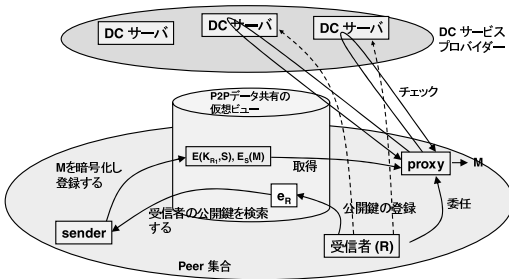 DC サーバ
DC サーバ
DC サーバ
DC サービス
プロバイダー
チェック
P2Pデータ共有の
仮想ビュー
Mを暗号化し
登録する
E(KR1,S), ES(M)
取得
proxy
M
eR
受信者の公開鍵を検索
する
公開鍵の登録
委任
sender
受信者 (R)
Peer 集合